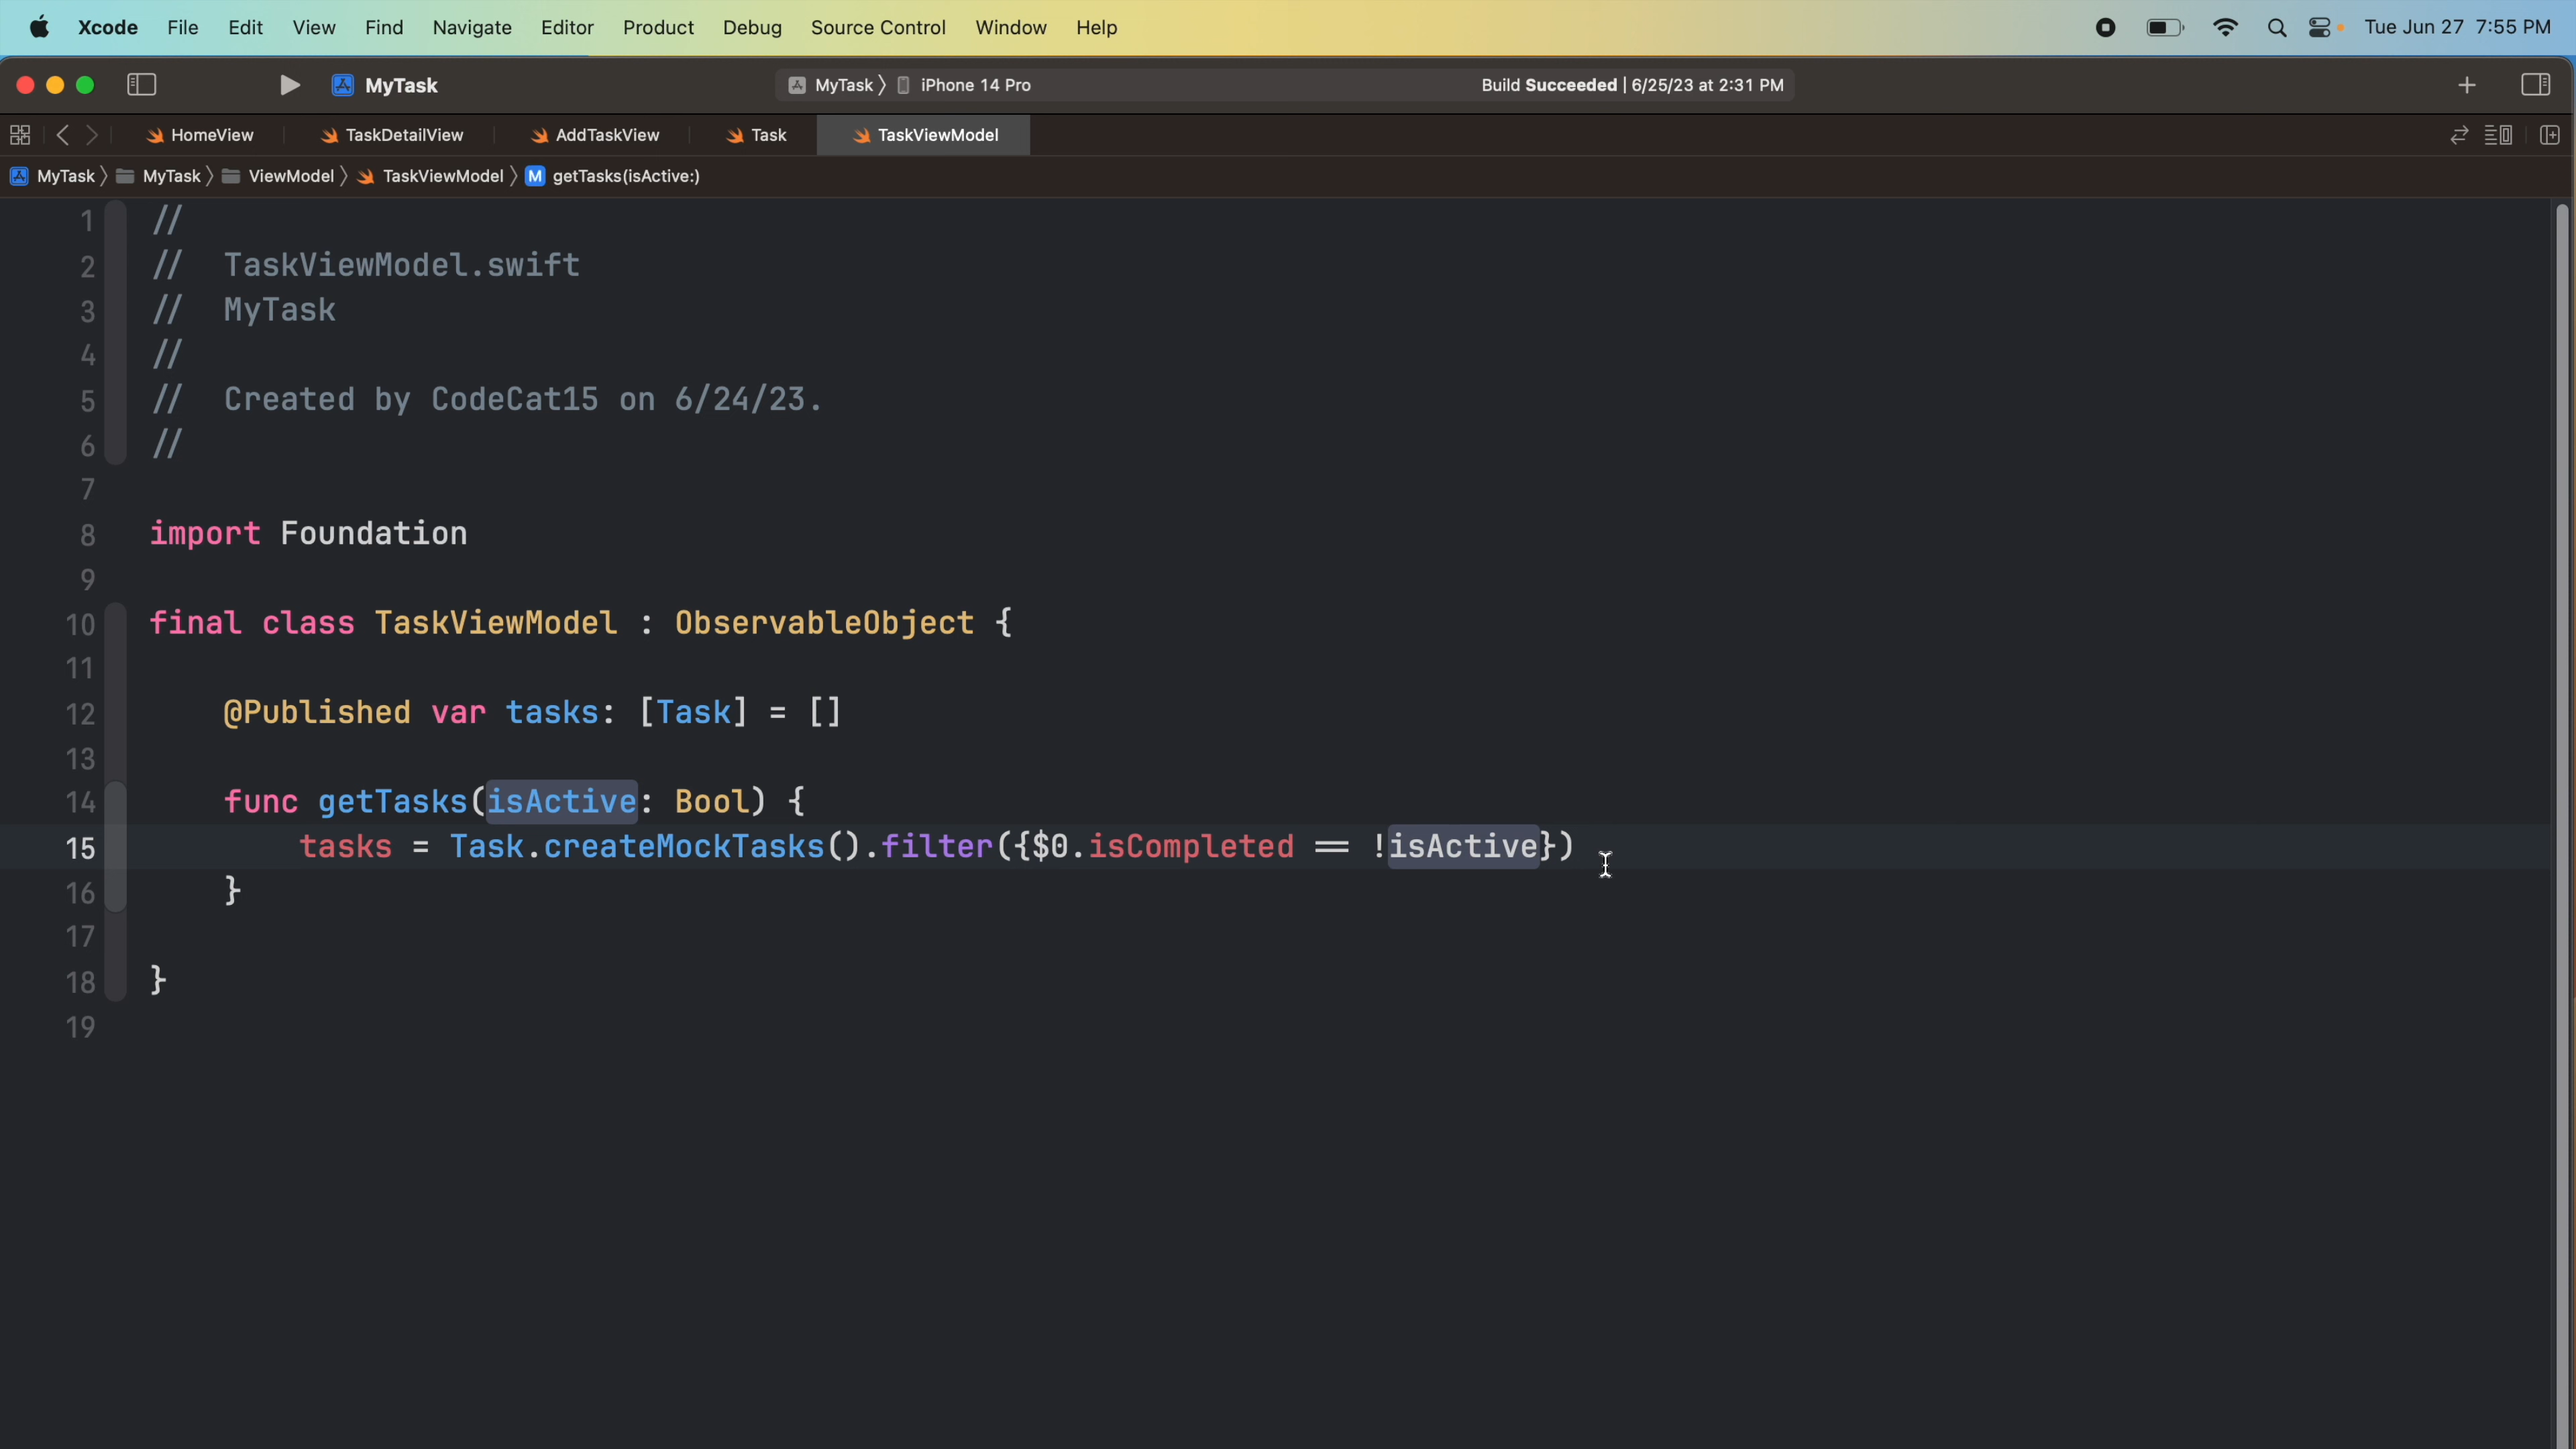 Xcode File Edit View Find Navigate Editor Product Debug Source Control Window Help Tue Jun 27 7:55 PM
MyTask MyTask iPhone 14 Pro Build Succeeded | 6/25/23 at 2:31 PM
HomeView TaskDetailView AddTaskView Task TaskViewModel
MyTask MyTask ViewModel TaskViewModel M getTasks(isActive:)
1 //
2 //  TaskViewModel.swift
3 //  MyTask
4 //
5 //  Created by CodeCat15 on 6/24/23.
6 //
7
8 import Foundation
9
10 final class TaskViewModel : ObservableObject {
11
12     @Published var tasks: [Task] = []
13
14     func getTasks(isActive: Bool) {
15         tasks = Task.createMockTasks().filter({$0.isCompleted == !isActive})
16     }
17
18 }
19